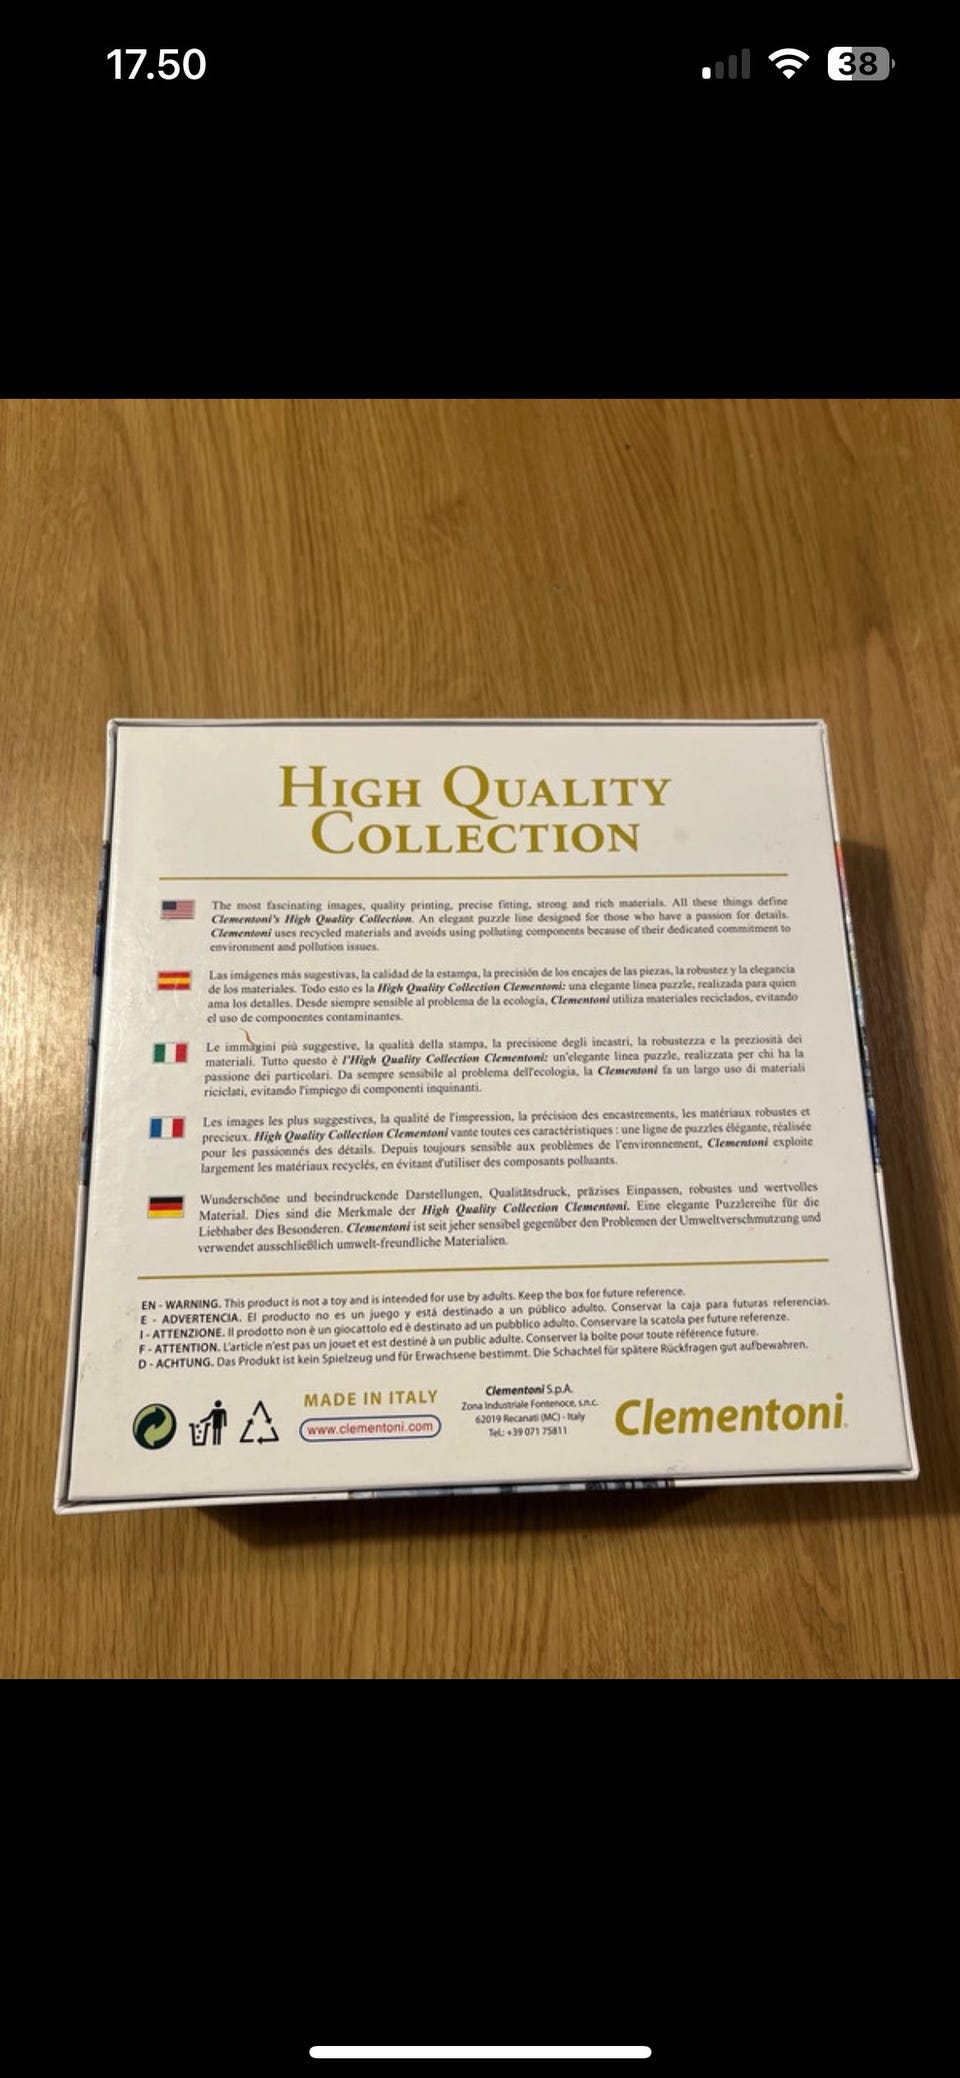 17.50
38
HIGH QUALITY
COLLECTION
The most fascinating images, quality printing, precise fitting, strong and rich materials. All these things define
Clementoni's High Quality Collection. An elegant puzzle line designed for those who have a passion for details.
Clementoni uses recycled materials and avoids using polluting components because of their dedicated commitment to
environment and pollution issues.
Las imágenes más sugestivas, la calidad de la estampa, la precisión de los encajes de las piezas, la robustez y la elegancia
de los materiales. Todo esto es la High Quality Collection Clementoni: una elegante línea puzzle, realizada para quien
ama los detalles. Desde siempre sensible al problema de la ecología, Clementoni utiliza materiales reciclados, evitando
el uso de componentes contaminantes.
Le immagini più suggestive, la qualità della stampa, la precisione degli incastri, la robustezza e la preziosità dei
materiali. Tutto questo è l'High Quality Collection Clementoni: un'elegante linea puzzle, realizzata per chi ha la
passione dei particolari. Da sempre sensibile al problema dell'ecologia, la Clementoni fa un largo uso di materiali
riciclati, evitando l'impiego di componenti inquinanti.
Les images les plus suggestives, la qualité de l'impression, la précision des encastrements, les matériaux robustes et
precieux. High Quality Collection Clementoni vante toutes ces caractéristiques : une ligne de puzzles élégante, réalisée
pour les passionnés des détails. Depuis toujours sensible aux problèmes de l'environnement, Clementoni exploite
largement les matériaux recyclés, en évitant d'utiliser des composants polluants.
Wunderschöne und beeindruckende Darstellungen, Qualitätsdruck, präzises Einpassen, robustes und wertvolles
Material. Dies sind die Merkmale der High Quality Collection Clementoni. Eine elegante Puzzlereihe für die
Liebhaber des Besonderen. Clementoni ist seit jeher sensibel gegenüber den Problemen der Umweltverschmutzung und
verwendet ausschließlich umwelt-freundliche Materialien.
EN - WARNING. This product is not a toy and is intended for use by adults. Keep the box for future reference.
E - ADVERTENCIA. El producto no es un juego y está destinado a un público adulto. Conservar la caja para futuras referencias.
I - ATTENZIONE. Il prodotto non è un giocattolo ed è destinato ad un pubblico adulto. Conservare la scatola per future referenze.
F - ATTENTION. L'article n'est pas un jouet et est destiné à un public adulte. Conserver la boite pour toute référence future.
D - ACHTUNG. Das Produkt ist kein Spielzeug und für Erwachsene bestimmt. Die Schachtel für spätere Rückfragen gut aufbewahren.
MADE IN ITALY
www.clementoni.com
Clementoni S.p.A.
Zona Industriale Fontenoce, s.n.c.
62019 Recanati (MC) - Italy
Tel.: +39 071 75811
Clementoni